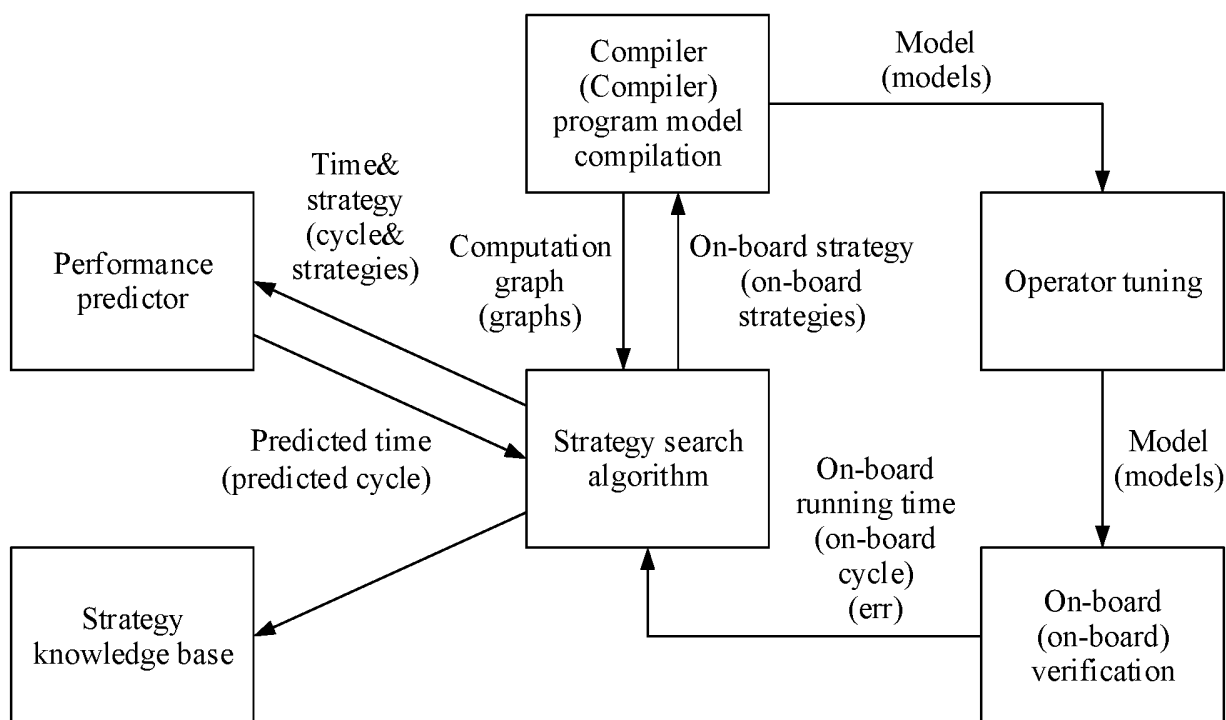 Compiler
(Compiler)
program model
compilation
Model
(models)
Time&
strategy
(cycle&
strategies)
Performance
predictor
Computation
graph
(graphs)
On-board strategy
(on-board
strategies)
Operator tuning
Predicted time
(predicted cycle)
Strategy search
algorithm
Model
(models)
On-board
running time
(on-board
cycle)
(err)
Strategy
knowledge base
On-board
(on-board)
verification